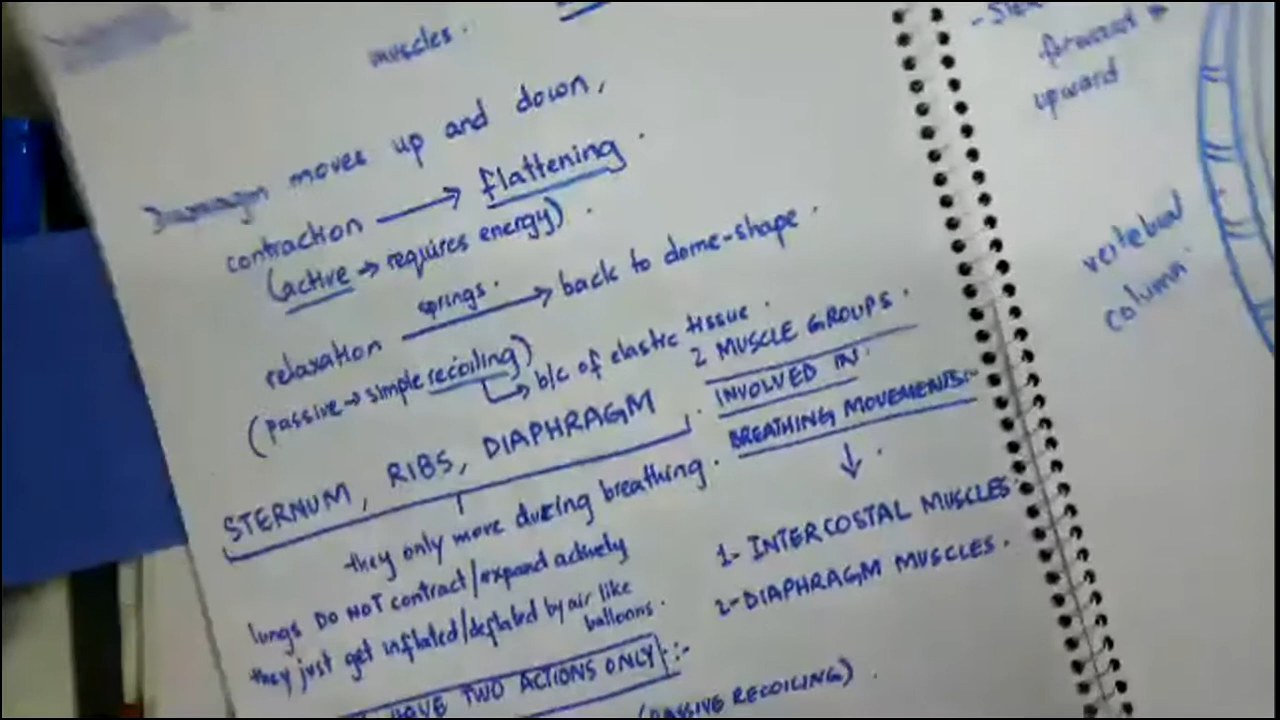 muscles.
Diaphragm moves up and down,
contraction → flattening.
(active → requires energy).
relaxation springs. → back to dome-shape.
(passive → simple recoiling)
↳ b/c of elastic tissue.
STERNUM, RIBS, DIAPHRAGM.
they only move during breathing.
lungs DO NOT contract/expand actively
they just get inflated/deflated by air like
balloons.
HAVE TWO ACTIONS ONLY:-
(PASSIVE RECOILING).
2 MUSCLE GROUPS.
INVOLVED IN
BREATHING MOVEMENTS:-
↓
1- INTERCOSTAL MUSCLES
2- DIAPHRAGM MUSCLES.
forward
upward
vertebral
column